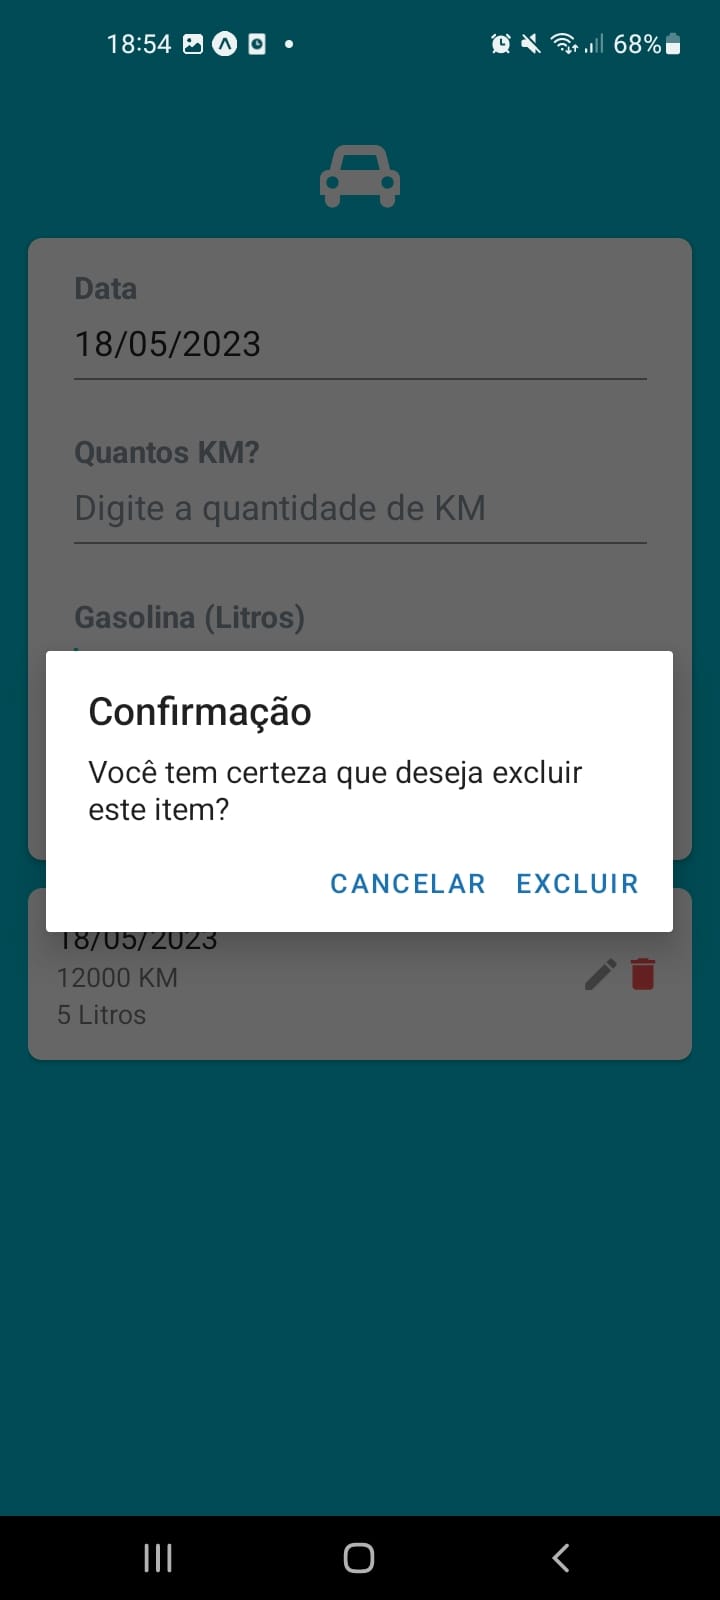 18:54
68%
Data
18/05/2023
Quantos KM?
Digite a quantidade de KM
Gasolina (Litros)
Confirmação
Você tem certeza que deseja excluir
este item?
CANCELAR EXCLUIR
18/05/2023
12000 KM
5 Litros